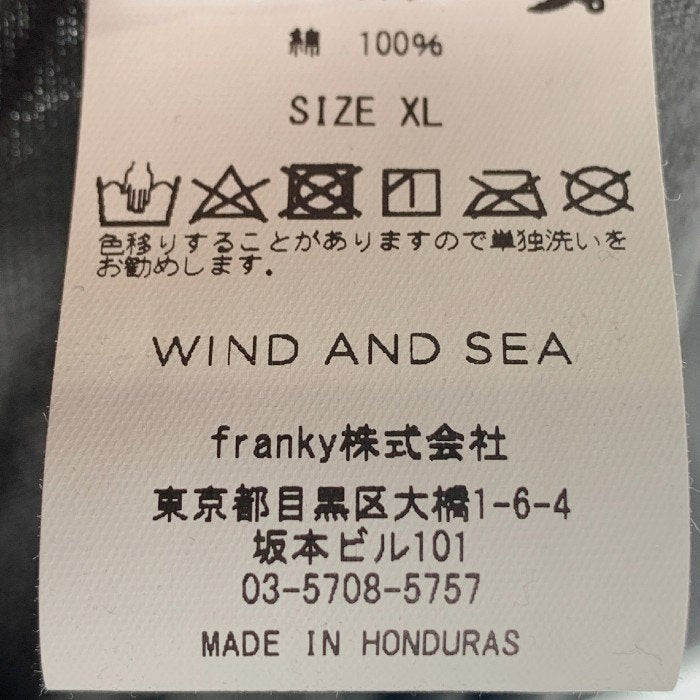 綿 100%
SIZE XL
色移りすることがありますので単独洗いを
お勧めします.
WIND AND SEA
franky株式会社
東京都目黒区大橋1-6-4
坂本ビル101
03-5708-5757
MADE IN HONDURAS